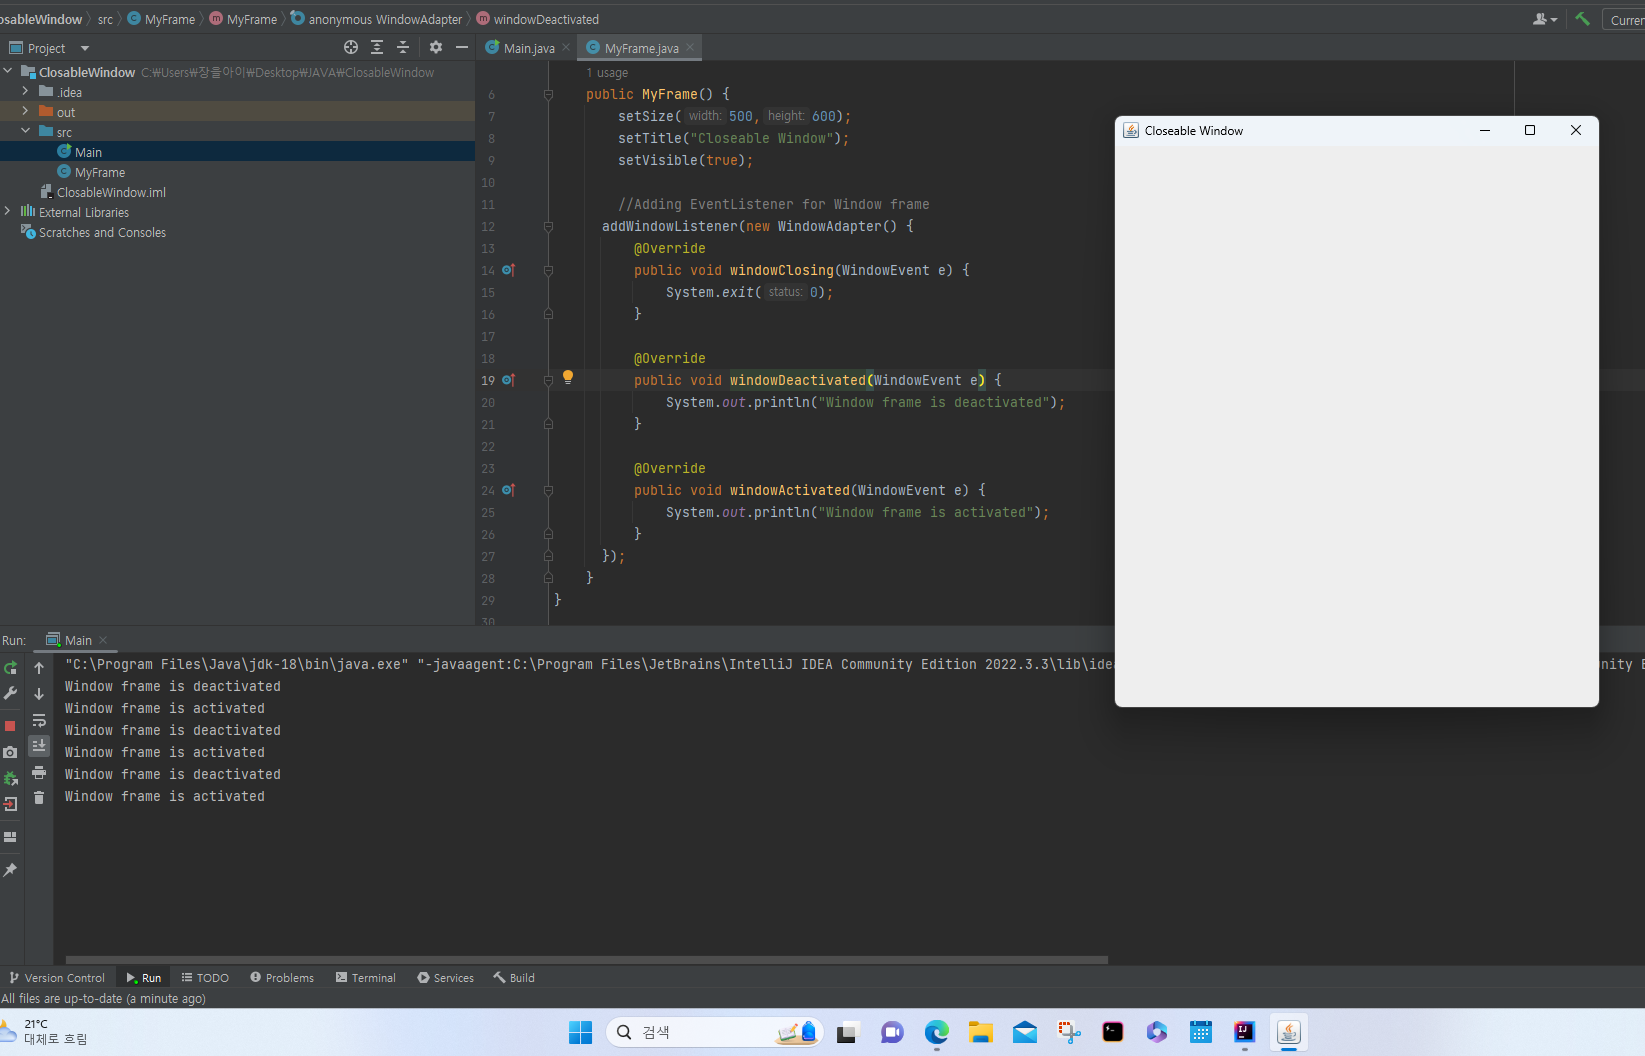 osableWindow src MyFrame MyFrame anonymous WindowAdapter windowDeactivated
Curren
Project
Main.java MyFrame.java
ClosableWindow C:₩Users₩장을아이₩Desktop₩JAVA₩ClosableWindow
.idea
out
src
Main
MyFrame
ClosableWindow.iml
External Libraries
Scratches and Consoles
1 usage
6 public MyFrame() {
7 setSize( width: 500, height: 600);
8 setTitle("Closeable Window");
9 setVisible(true);
10
11 //Adding EventListener for Window frame
12 addWindowListener(new WindowAdapter() {
13 @Override
14 public void windowClosing(WindowEvent e) {
15 System.exit( status: 0);
16 }
17
18 @Override
19 public void windowDeactivated(WindowEvent e) {
20 System.out.println("Window frame is deactivated");
21 }
22
23 @Override
24 public void windowActivated(WindowEvent e) {
25 System.out.println("Window frame is activated");
26 }
27 });
28 }
29 }
30
Closeable Window
Run: Main
"C:\Program Files\Java\jdk-18\bin\java.exe" "-javaagent:C:\Program Files\JetBrains\IntelliJ IDEA Community Edition 2022.3.3\lib\idea unity E
Window frame is deactivated
Window frame is activated
Window frame is deactivated
Window frame is activated
Window frame is deactivated
Window frame is activated
Version Control Run TODO Problems Terminal Services Build
All files are up-to-date (a minute ago)
21°C
대체로 흐림
검색